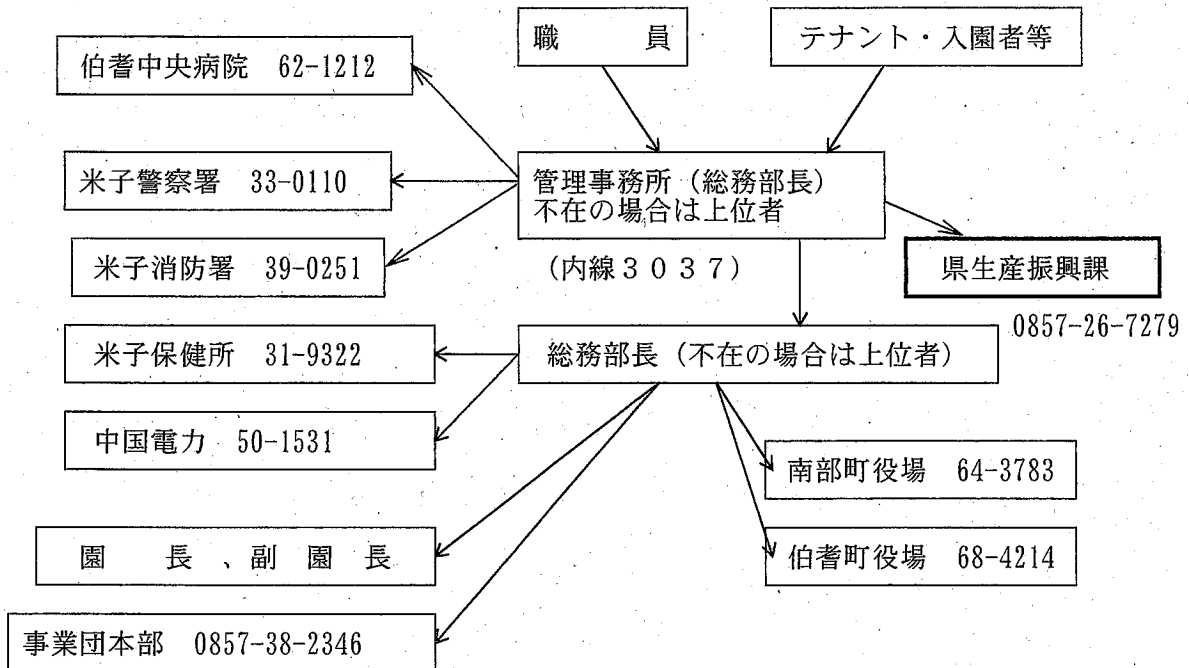 職　　員
テナント・入園者等
伯耆中央病院　62-1212
米子警察署　33-0110
管理事務所（総務部長）
不在の場合は上位者
米子消防署　39-0251
（内線３０３７）
県生産振興課
0857-26-7279
米子保健所　31-9322
総務部長（不在の場合は上位者）
中国電力　50-1531
南部町役場　64-3783
園　　長　、副　園　長
伯耆町役場　68-4214
事業団本部　0857-38-2346